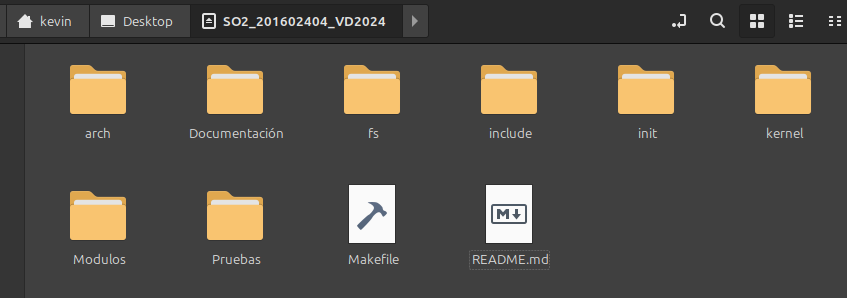 kevin Desktop SO2_201602404_VD2024
arch Documentación fs include init kernel
M
Modulos Pruebas Makefile README.md